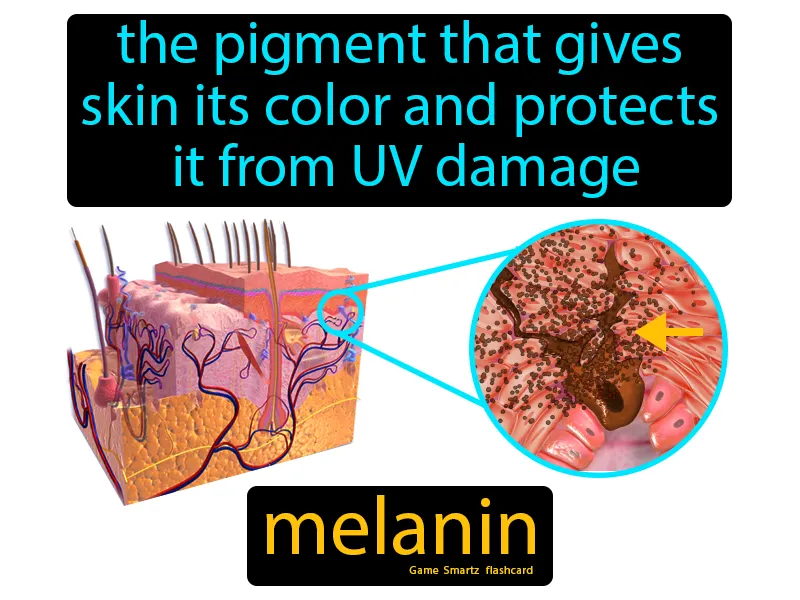 the pigment that gives
skin its color and protects
it from UV damage
melanin
Game Smartz flashcard